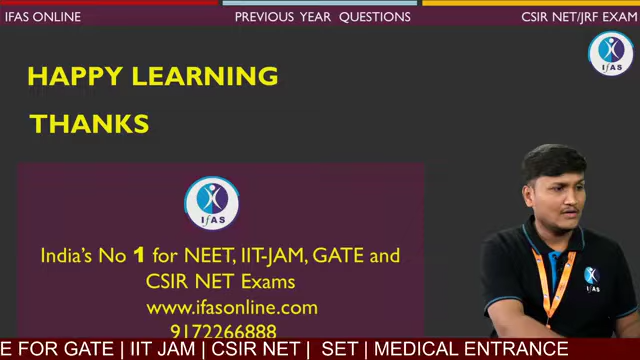 IFAS ONLINE
PREVIOUS YEAR QUESTIONS
CSIR NET/JRF EXAM
IfAS
HAPPY LEARNING
THANKS
IfAS
India's No 1 for NEET, IIT-JAM, GATE and
CSIR NET Exams
www.ifasonline.com
9172266888
IfAS
E FOR GATE | IIT JAM | CSIR NET | SET | MEDICAL ENTRANCE